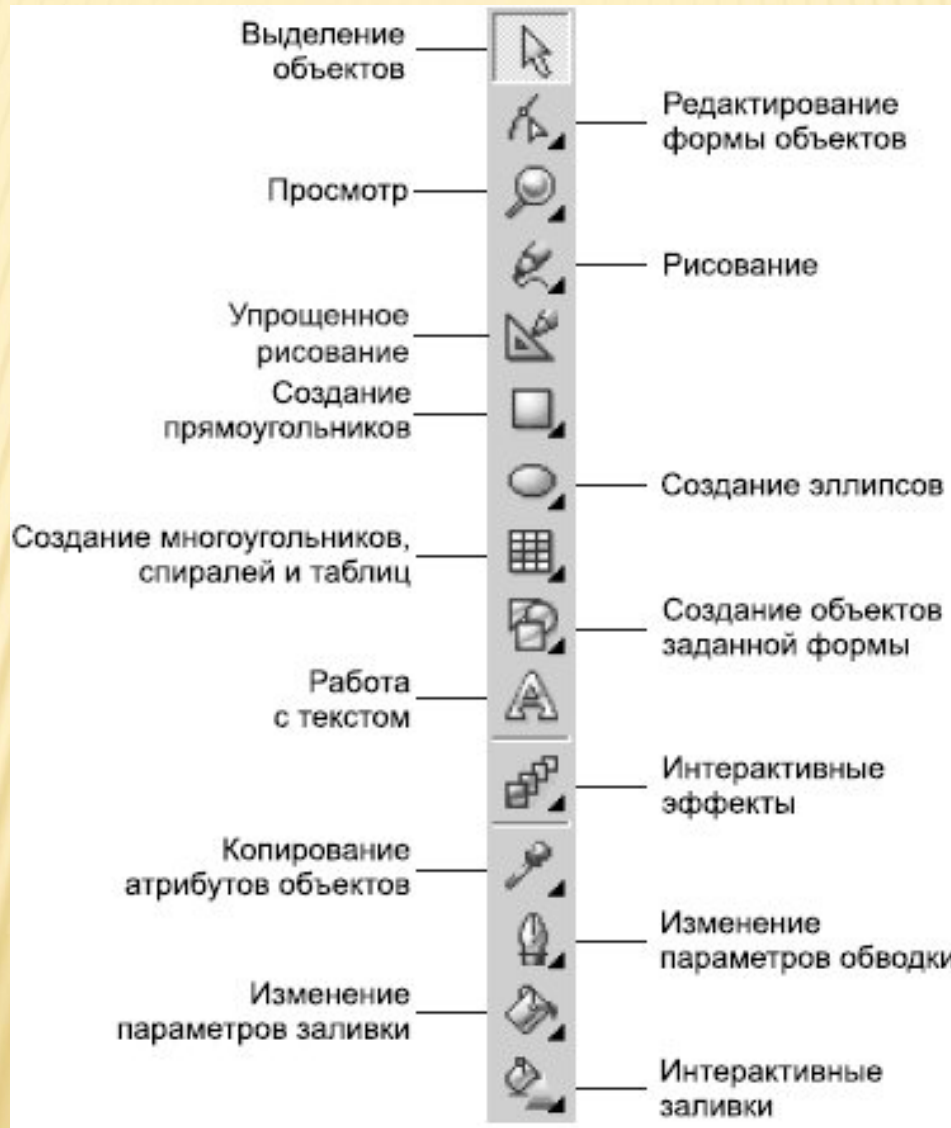 Выделение
объектов
Редактирование
формы объектов
Просмотр
Рисование
Упрощенное
рисование
Создание
прямоугольников
Создание эллипсов
Создание многоугольников,
спиралей и таблиц
Создание объектов
заданной формы
Работа
с текстом
Интерактивные
эффекты
Копирование
атрибутов объектов
Изменение
параметров обводки
Изменение
параметров заливки
Интерактивные
заливки